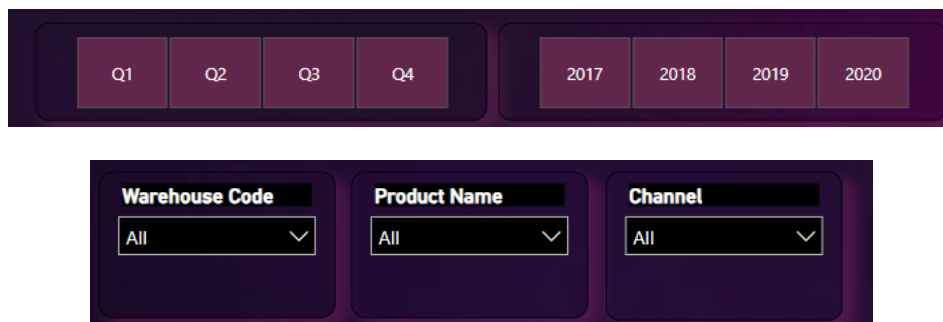 Q1 Q2 Q3 Q4 2017 2018 2019 2020
Warehouse Code Product Name Channel
All All All